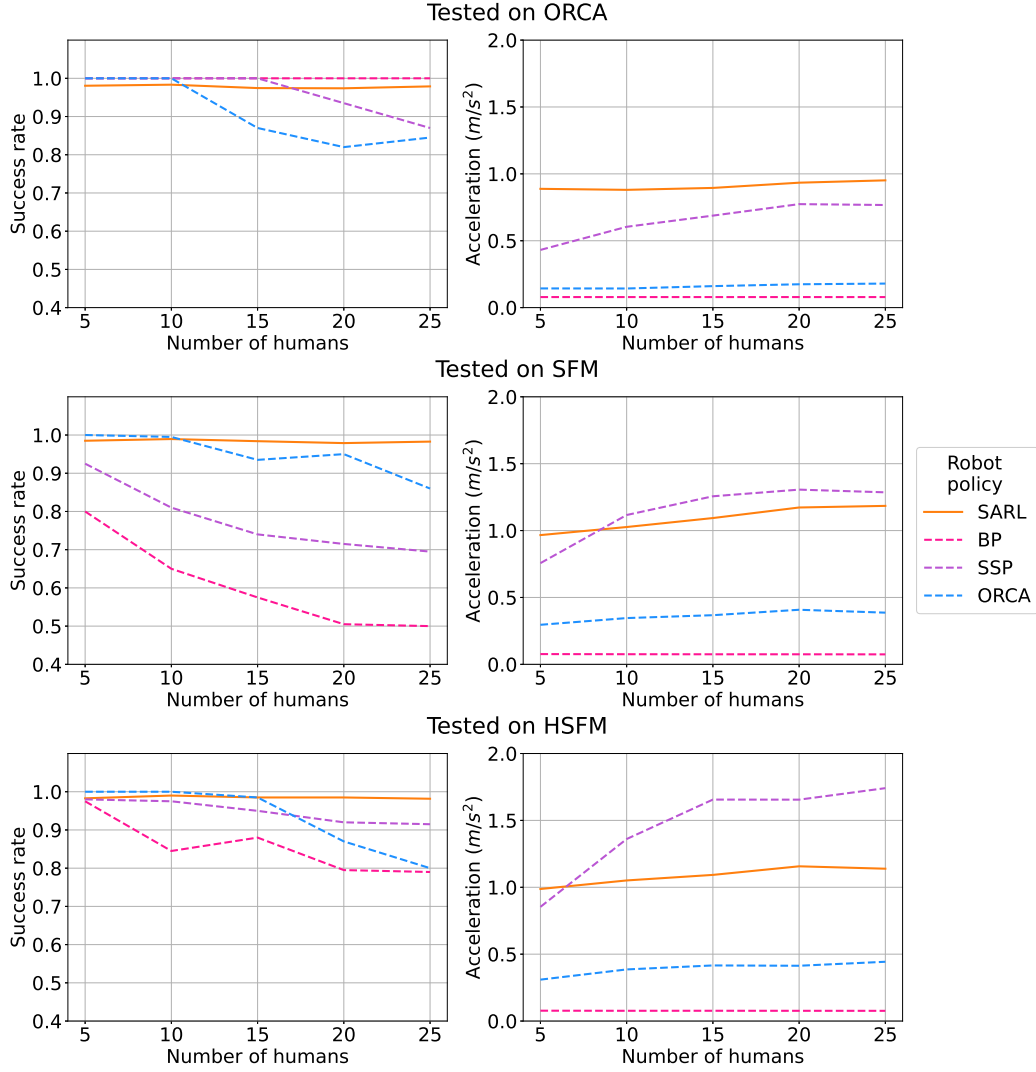 Tested on ORCA
Success rate
1.0
0.9
0.8
0.7
0.6
0.5
0.4
5 10 15 20 25
Number of humans
Acceleration (m/s²)
2.0
1.5
1.0
0.5
0.0
5 10 15 20 25
Number of humans
Tested on SFM
Success rate
1.0
0.9
0.8
0.7
0.6
0.5
0.4
5 10 15 20 25
Number of humans
Acceleration (m/s²)
2.0
1.5
1.0
0.5
0.0
5 10 15 20 25
Number of humans
Robot
policy
SARL
BP
SSP
ORCA
Tested on HSFM
Success rate
1.0
0.9
0.8
0.7
0.6
0.5
0.4
5 10 15 20 25
Number of humans
Acceleration (m/s²)
2.0
1.5
1.0
0.5
0.0
5 10 15 20 25
Number of humans